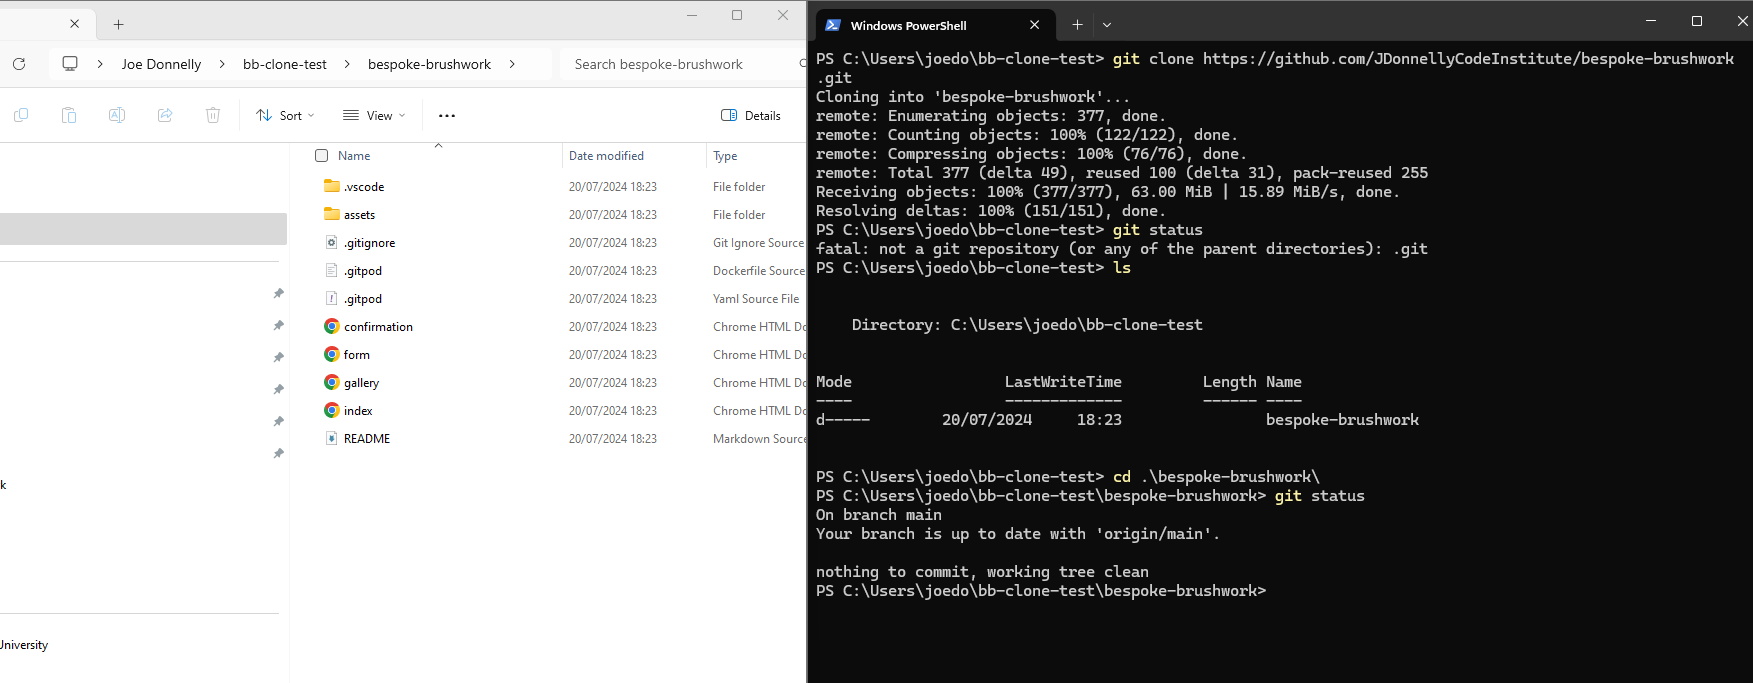 Joe Donnelly
bb-clone-test
bespoke-brushwork
Search bespoke-brushwork
Sort
View
Details
Name Date modified Type
.vscode 20/07/2024 18:23 File folder
assets 20/07/2024 18:23 File folder
.gitignore 20/07/2024 18:23 Git Ignore Source
.gitpod 20/07/2024 18:23 Dockerfile Source
.gitpod 20/07/2024 18:23 Yaml Source File
confirmation 20/07/2024 18:23 Chrome HTML Do
form 20/07/2024 18:23 Chrome HTML Do
gallery 20/07/2024 18:23 Chrome HTML Do
index 20/07/2024 18:23 Chrome HTML Do
README 20/07/2024 18:23 Markdown Source
k
University
Windows PowerShell
PS C:\Users\joedo\bb-clone-test> git clone https://github.com/JDonnellyCodeInstitute/bespoke-brushwork
.git
Cloning into 'bespoke-brushwork'...
remote: Enumerating objects: 377, done.
remote: Counting objects: 100% (122/122), done.
remote: Compressing objects: 100% (76/76), done.
remote: Total 377 (delta 49), reused 100 (delta 31), pack-reused 255
Receiving objects: 100% (377/377), 63.00 MiB | 15.89 MiB/s, done.
Resolving deltas: 100% (151/151), done.
PS C:\Users\joedo\bb-clone-test> git status
fatal: not a git repository (or any of the parent directories): .git
PS C:\Users\joedo\bb-clone-test> ls
Directory: C:\Users\joedo\bb-clone-test
Mode LastWriteTime Length Name
---- ------------- ------ ----
d----- 20/07/2024 18:23 bespoke-brushwork
PS C:\Users\joedo\bb-clone-test> cd .\bespoke-brushwork\
PS C:\Users\joedo\bb-clone-test\bespoke-brushwork> git status
On branch main
Your branch is up to date with 'origin/main'.
nothing to commit, working tree clean
PS C:\Users\joedo\bb-clone-test\bespoke-brushwork>